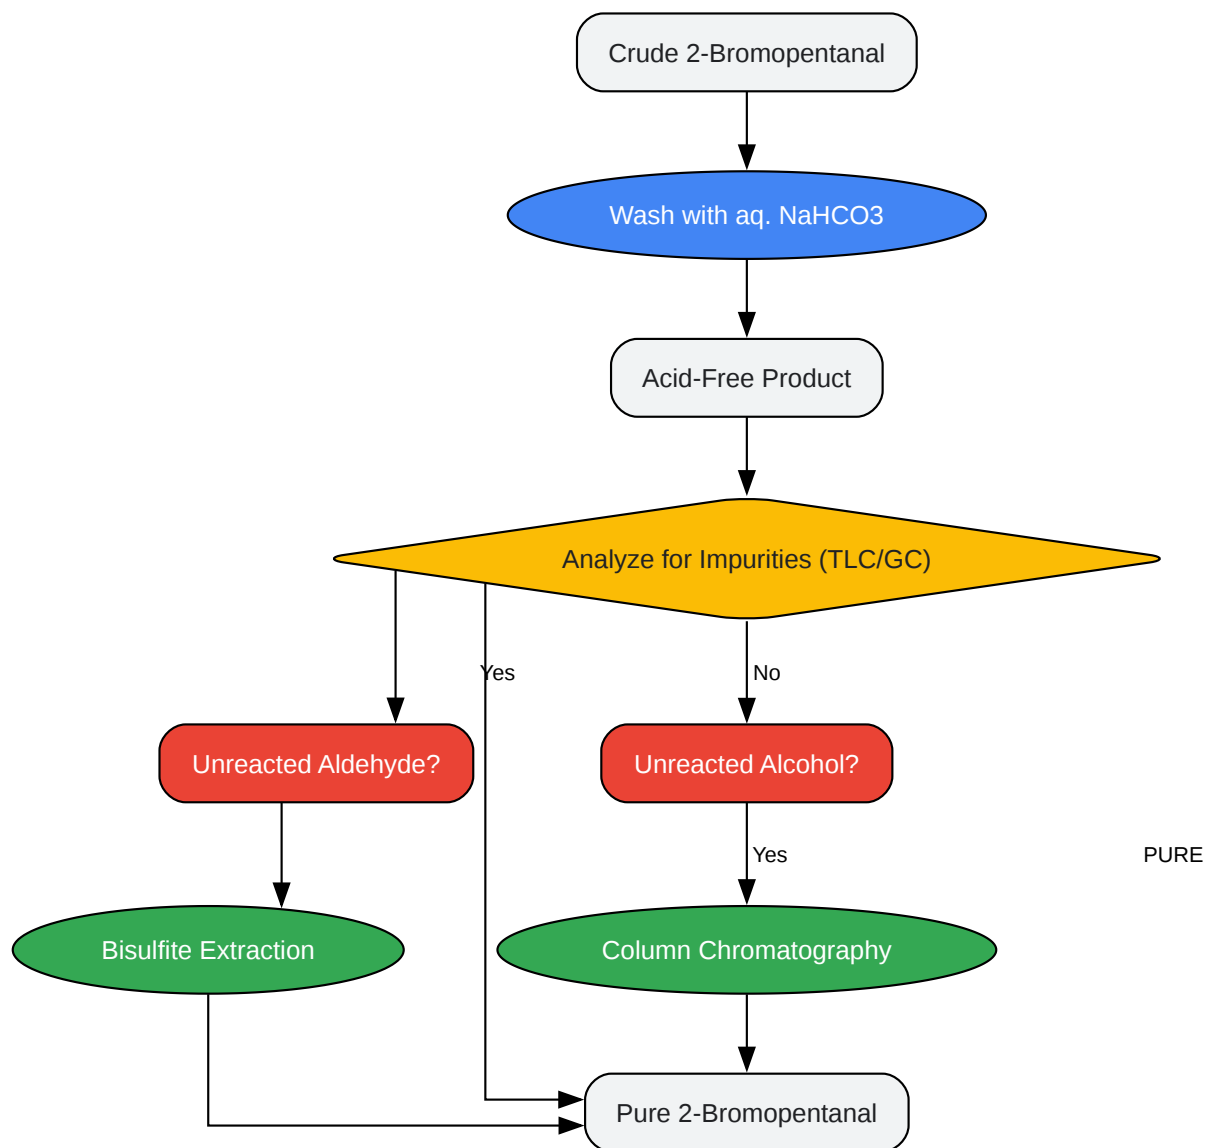 Crude 2-Bromopentanal
Wash with aq. NaHCO3
Acid-Free Product
Analyze for Impurities (TLC/GC)
Yes
No
Unreacted Aldehyde?
Unreacted Alcohol?
Yes
PURE
Bisulfite Extraction
Column Chromatography
Pure 2-Bromopentanal